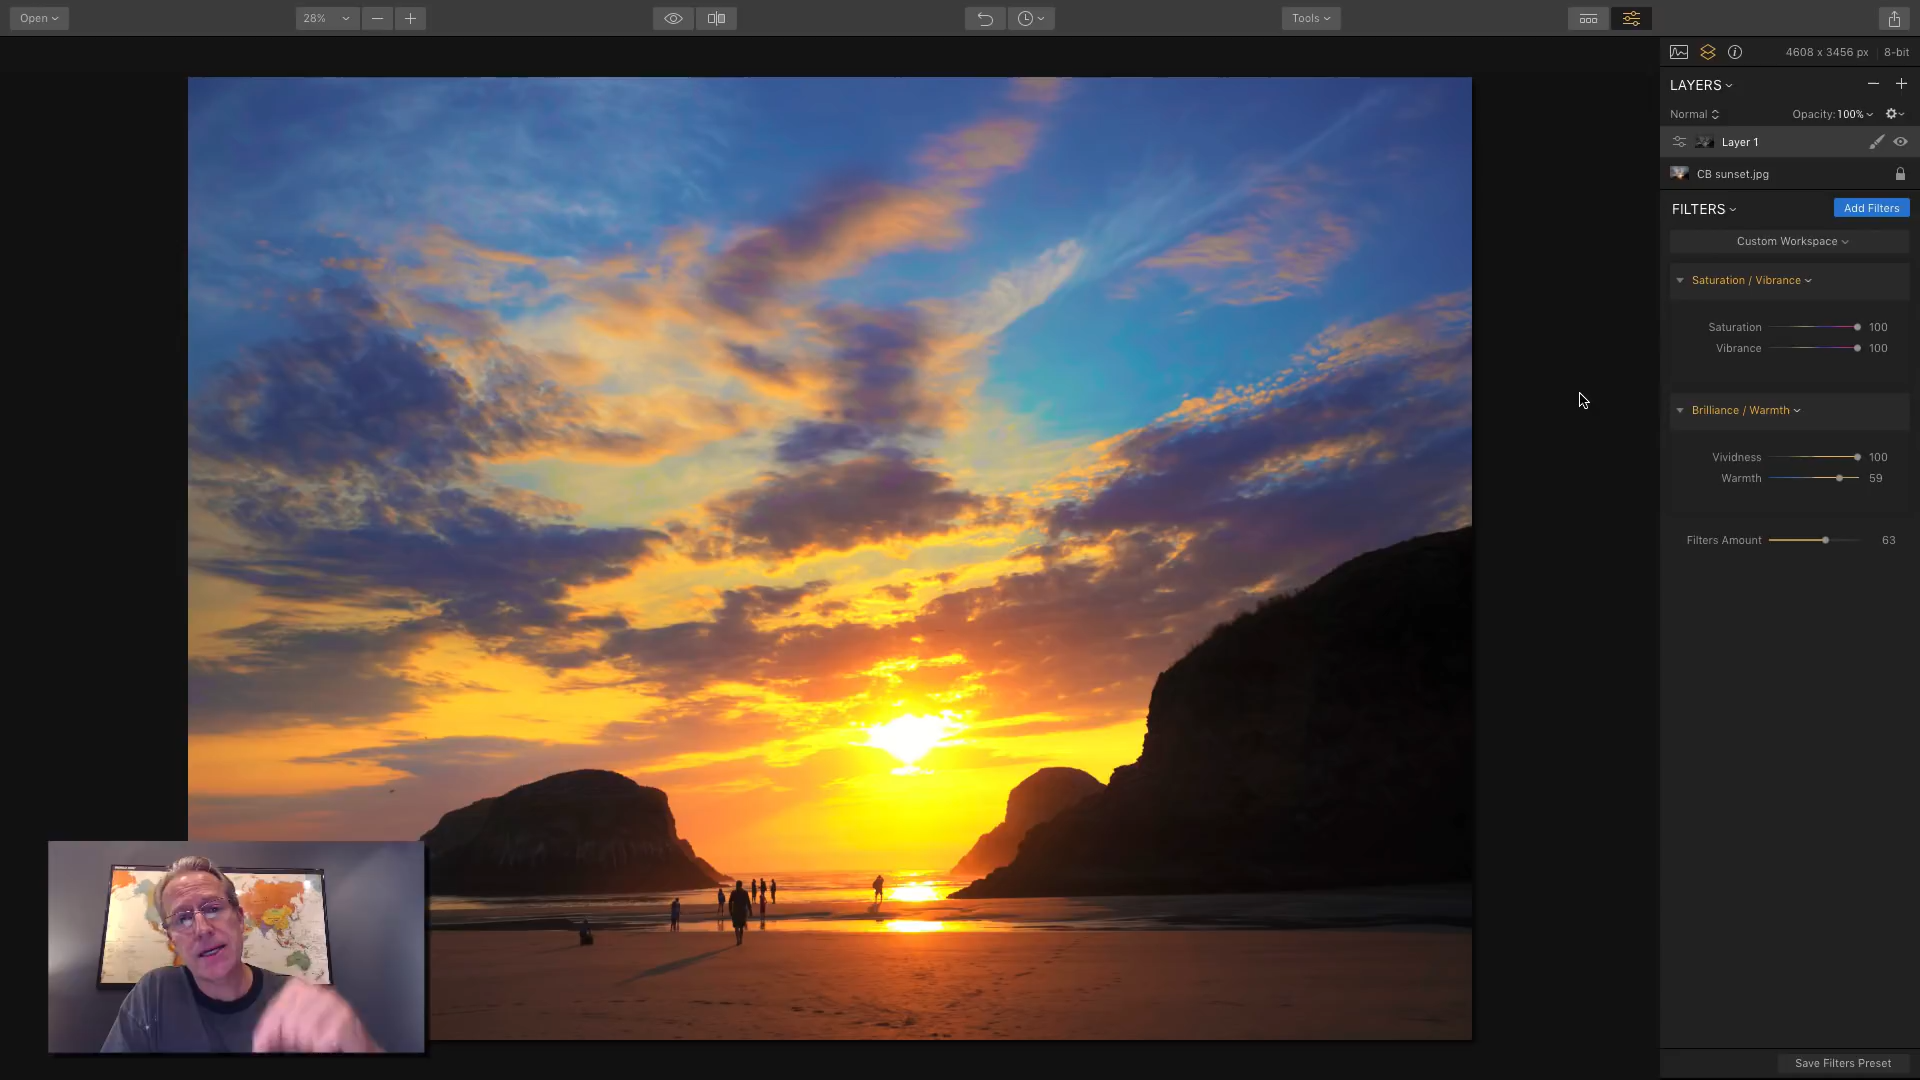 Open
28%
Tools
4608 x 3456 px
8-bit
LAYERS
Normal
Opacity: 100%
Layer 1
CB sunset.jpg
FILTERS
Add Filters
Custom Workspace
Saturation / Vibrance
Saturation 100
Vibrance 100
Brilliance / Warmth
Vividness 100
Warmth 59
Filters Amount 63
Save Filters Preset